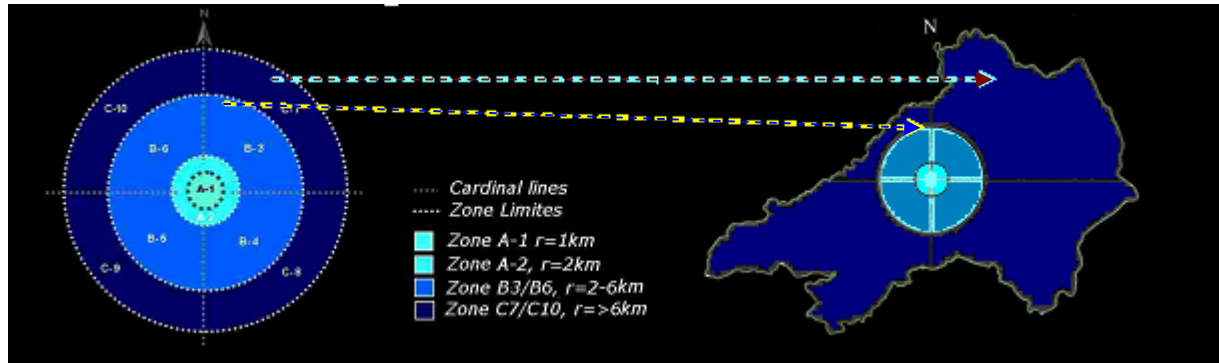 N
N
C-10
C-7
B-6
B-3
A-1
A-2
B-5
B-4
C-9
C-8
Cardinal lines
Zone Limites
Zone A-1 r=1km
Zone A-2, r=2km
Zone B3/B6, r=2-6km
Zone C7/C10, r=>6km